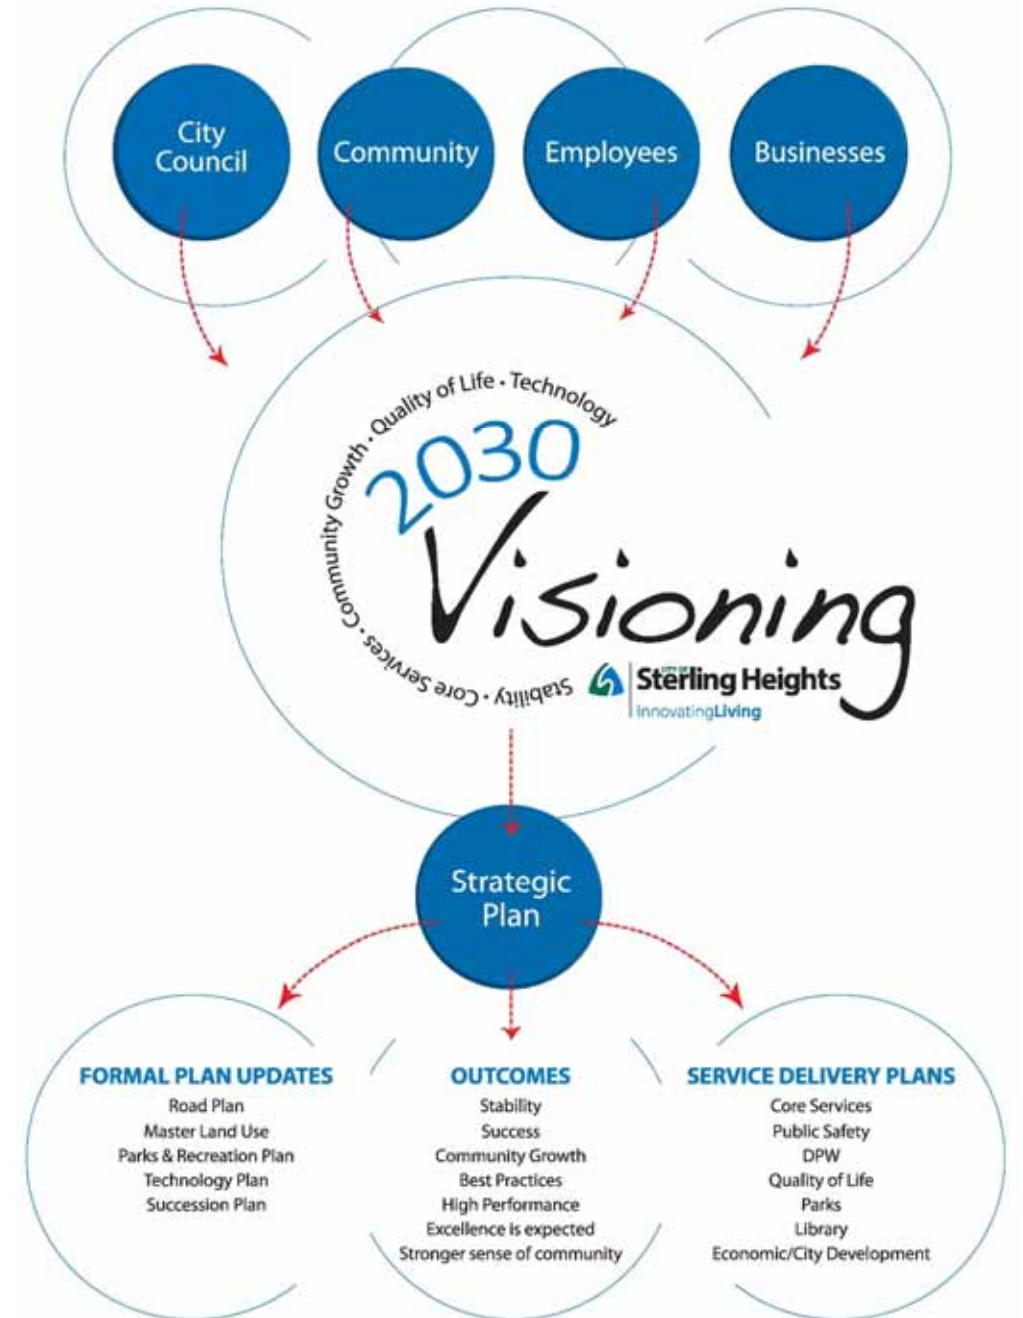 City
Council
Community
Employees
Businesses
Stability • Core Services • Community Growth • Quality of Life • Technology
2030
Visioning
CITY OF
Sterling Heights
InnovatingLiving
Strategic
Plan
FORMAL PLAN UPDATES
Road Plan
Master Land Use
Parks & Recreation Plan
Technology Plan
Succession Plan
OUTCOMES
Stability
Success
Community Growth
Best Practices
High Performance
Excellence is expected
Stronger sense of community
SERVICE DELIVERY PLANS
Core Services
Public Safety
DPW
Quality of Life
Parks
Library
Economic/City Development